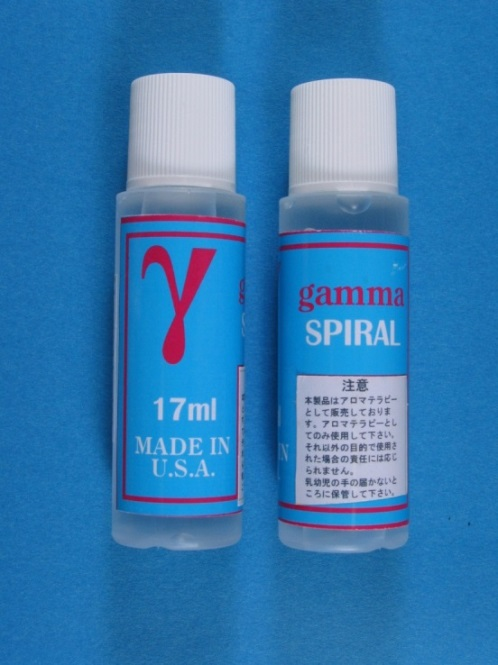 γ
17ml
MADE IN
U.S.A.
gamma
SPIRAL
注意
本製品はアロマテラピー
として販売しておりま
す。アロマテラピーとし
てのみ使用して下さい。
それ以外の目的で使用さ
れた場合の責任には応じ
られません。
乳幼児の手の届かないと
ころに保管して下さい。